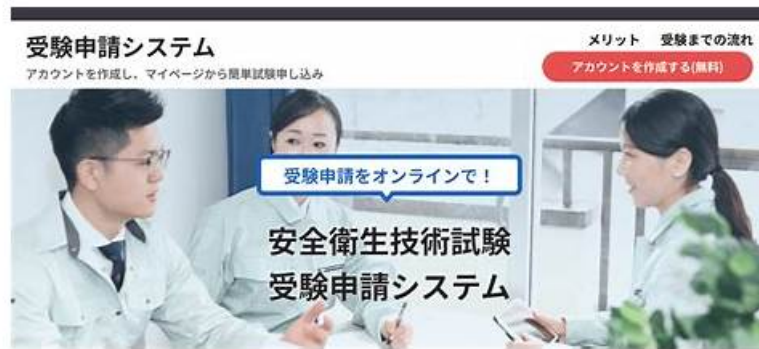 受験申請システム
アカウントを作成し、マイページから簡単試験申し込み
メリット 受験までの流れ
アカウントを作成する(無料)
受験申請をオンラインで！
安全衛生技術試験
受験申請システム